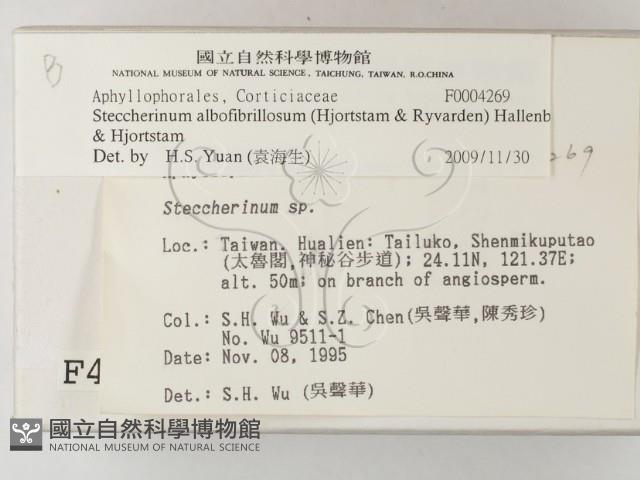 國立自然科學博物館
NATIONAL MUSEUM OF NATURAL SCIENCE, TAICHUNG, TAIWAN, R.O.CHINA
Aphyllophorales, Corticiaceae F0004269
Steccherinum albofibrillosum (Hjortstam & Ryvarden) Hallenb
& Hjortstam
Det. by H.S. Yuan (袁海生) 2009/11/30
269
Steccherinum sp.
Loc.: Taiwan. Hualien: Tailuko, Shenmikuputao
(太魯閣,神秘谷步道); 24.11N, 121.37E;
alt. 50m; on branch of angiosperm.
Col.: S.H. Wu & S.Z. Chen(吳聲華,陳秀珍)
No. Wu 9511-1
Date: Nov. 08, 1995
F4
Det.: S.H. Wu (吳聲華)
國立自然科學博物館
NATIONAL MUSEUM OF NATURAL SCIENCE